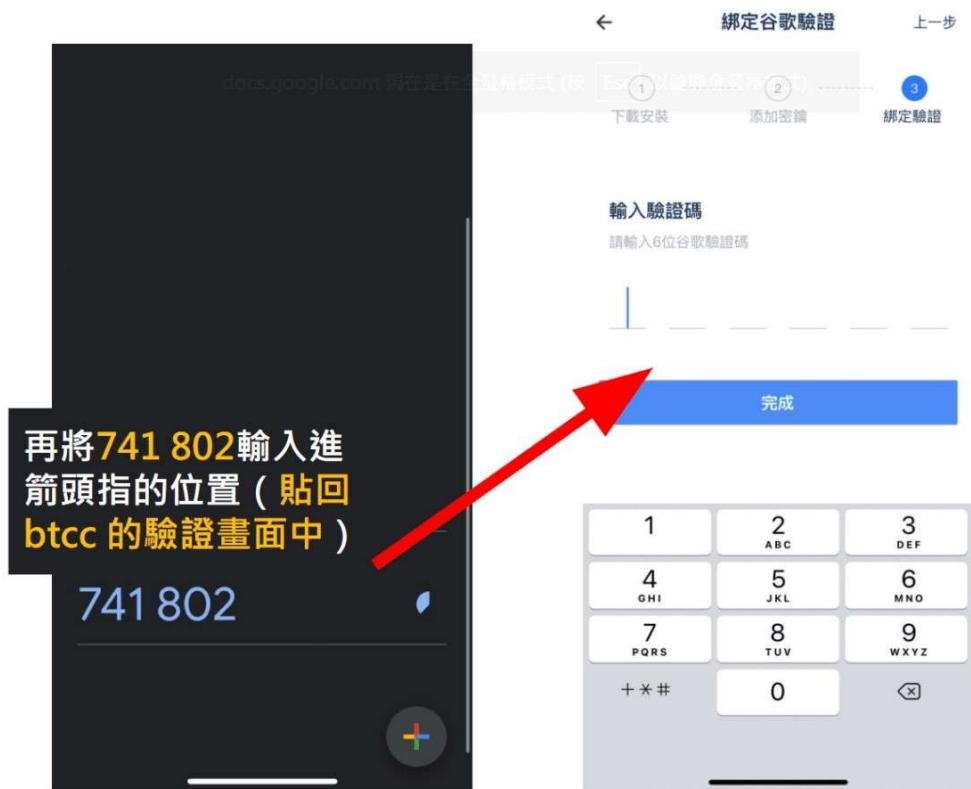 綁定谷歌驗證
上一步
docs.google.com
Esc
1
2
3
下載安裝
添加密鑰
綁定驗證
輸入驗證碼
請輸入6位谷歌驗證碼
完成
再將741 802輸入進
箭頭指的位置（貼回
btcc 的驗證畫面中）
741 802
1
2
ABC
3
DEF
4
GHI
5
JKL
6
MNO
7
PQRS
8
TUV
9
WXYZ
+*#
0